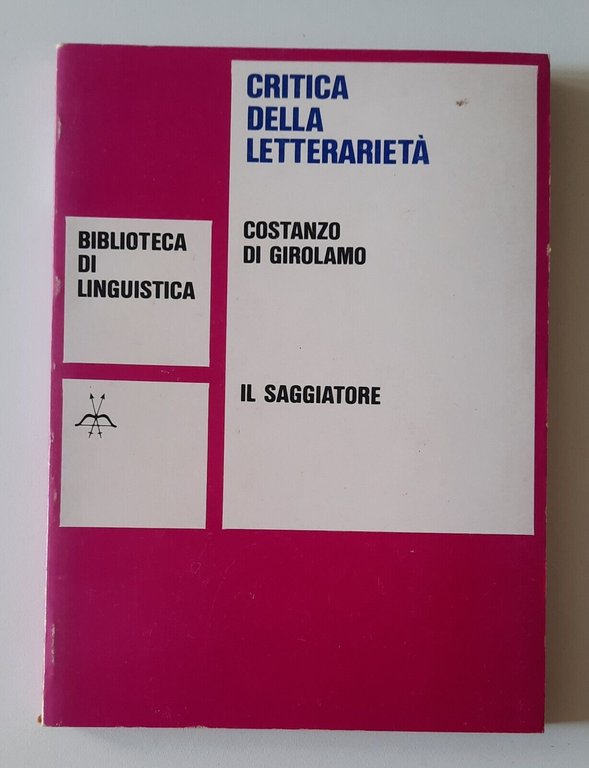 CRITICA
DELLA
LETTERARIETÀ
COSTANZO
DI GIROLAMO
BIBLIOTECA
DI
LINGUISTICA
IL SAGGIATORE